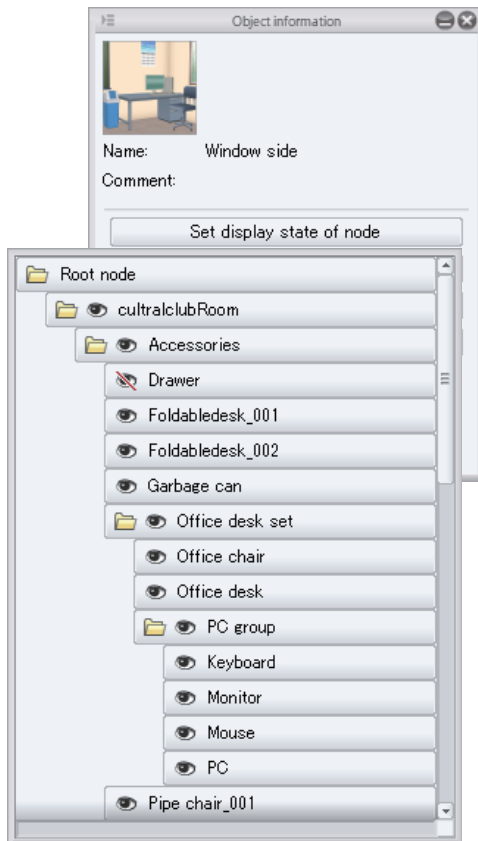 Object information
Name: Window side
Comment:
Set display state of node
Root node
cultralclubRoom
Accessories
Drawer
Foldabledesk_001
Foldabledesk_002
Garbage can
Office desk set
Office chair
Office desk
PC group
Keyboard
Monitor
Mouse
PC
Pipe chair_001